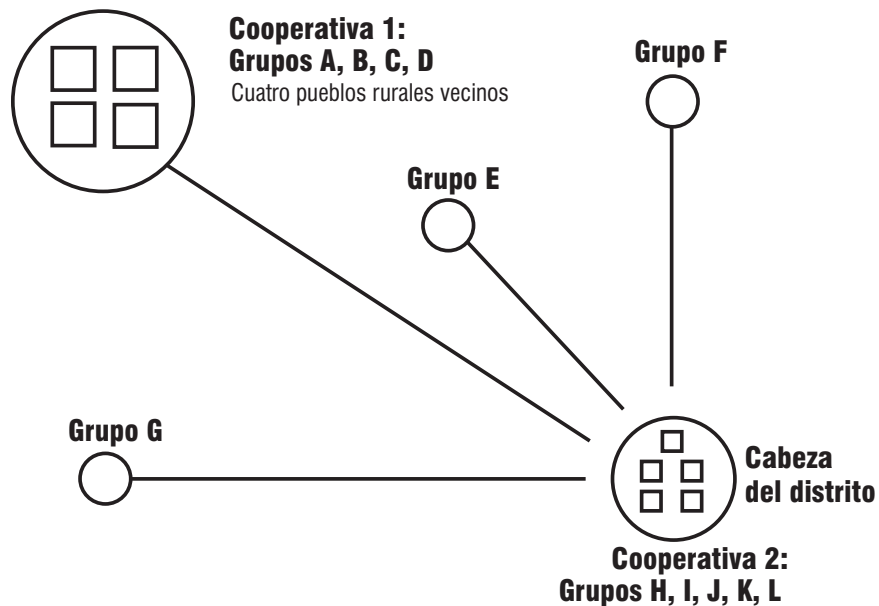 Cooperativa 1:
Grupos A, B, C, D
Cuatro pueblos rurales vecinos
Grupo F
Grupo E
Grupo G
Cabeza
del distrito
Cooperativa 2:
Grupos H, I, J, K, L